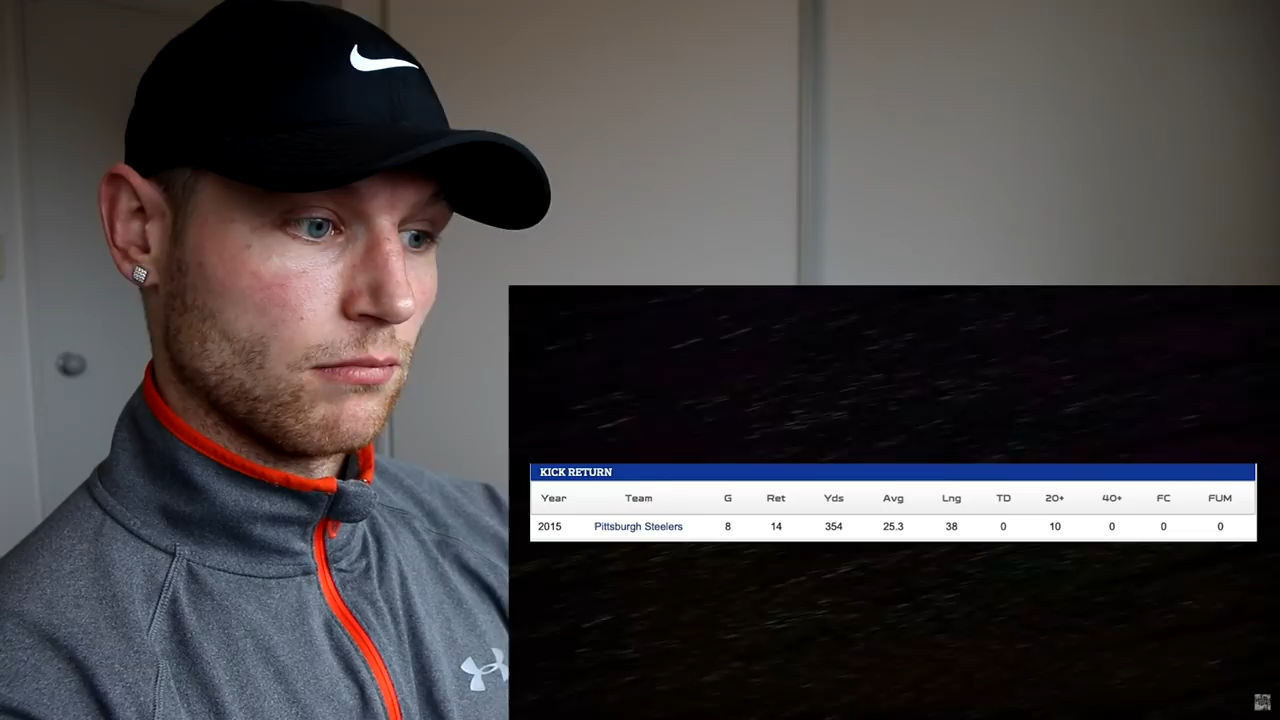 KICK RETURN
Year Team G Ret Yds Avg Lng TD 20+ 40+ FC FUM
2015 Pittsburgh Steelers 8 14 354 25.3 38 0 10 0 0 0